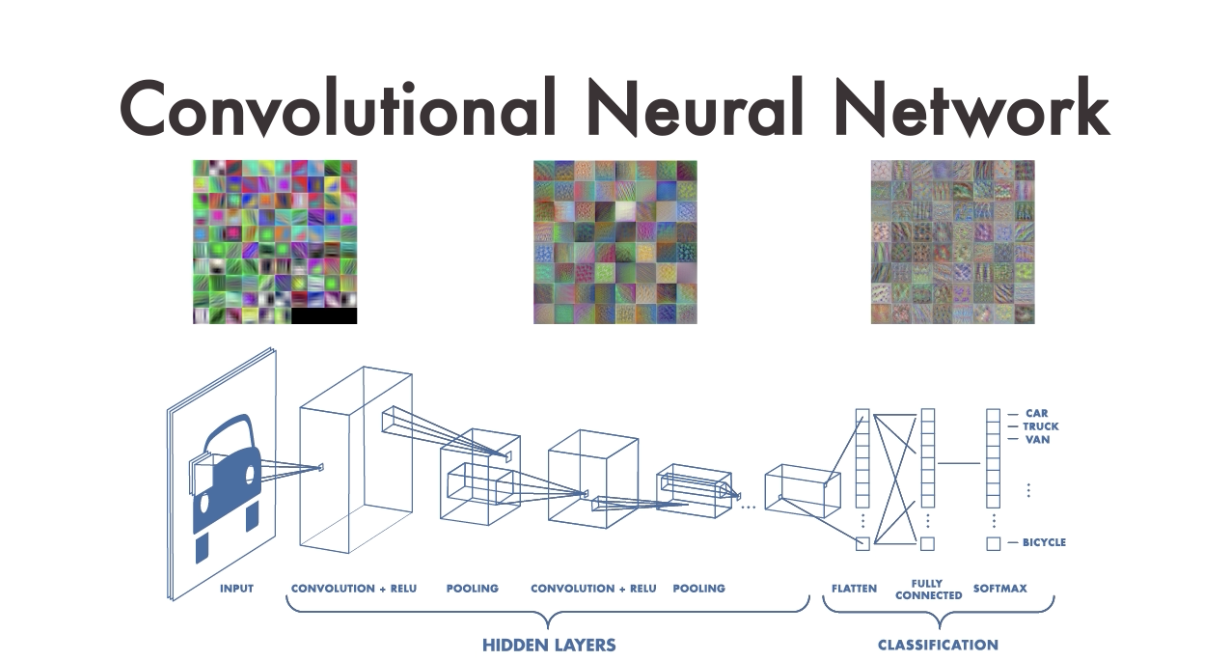 Convolutional Neural Network
CAR
TRUCK
VAN
BICYCLE
INPUT
CONVOLUTION + RELU
POOLING
CONVOLUTION + RELU
POOLING
FLATTEN
FULLY
CONNECTED
SOFTMAX
HIDDEN LAYERS
CLASSIFICATION